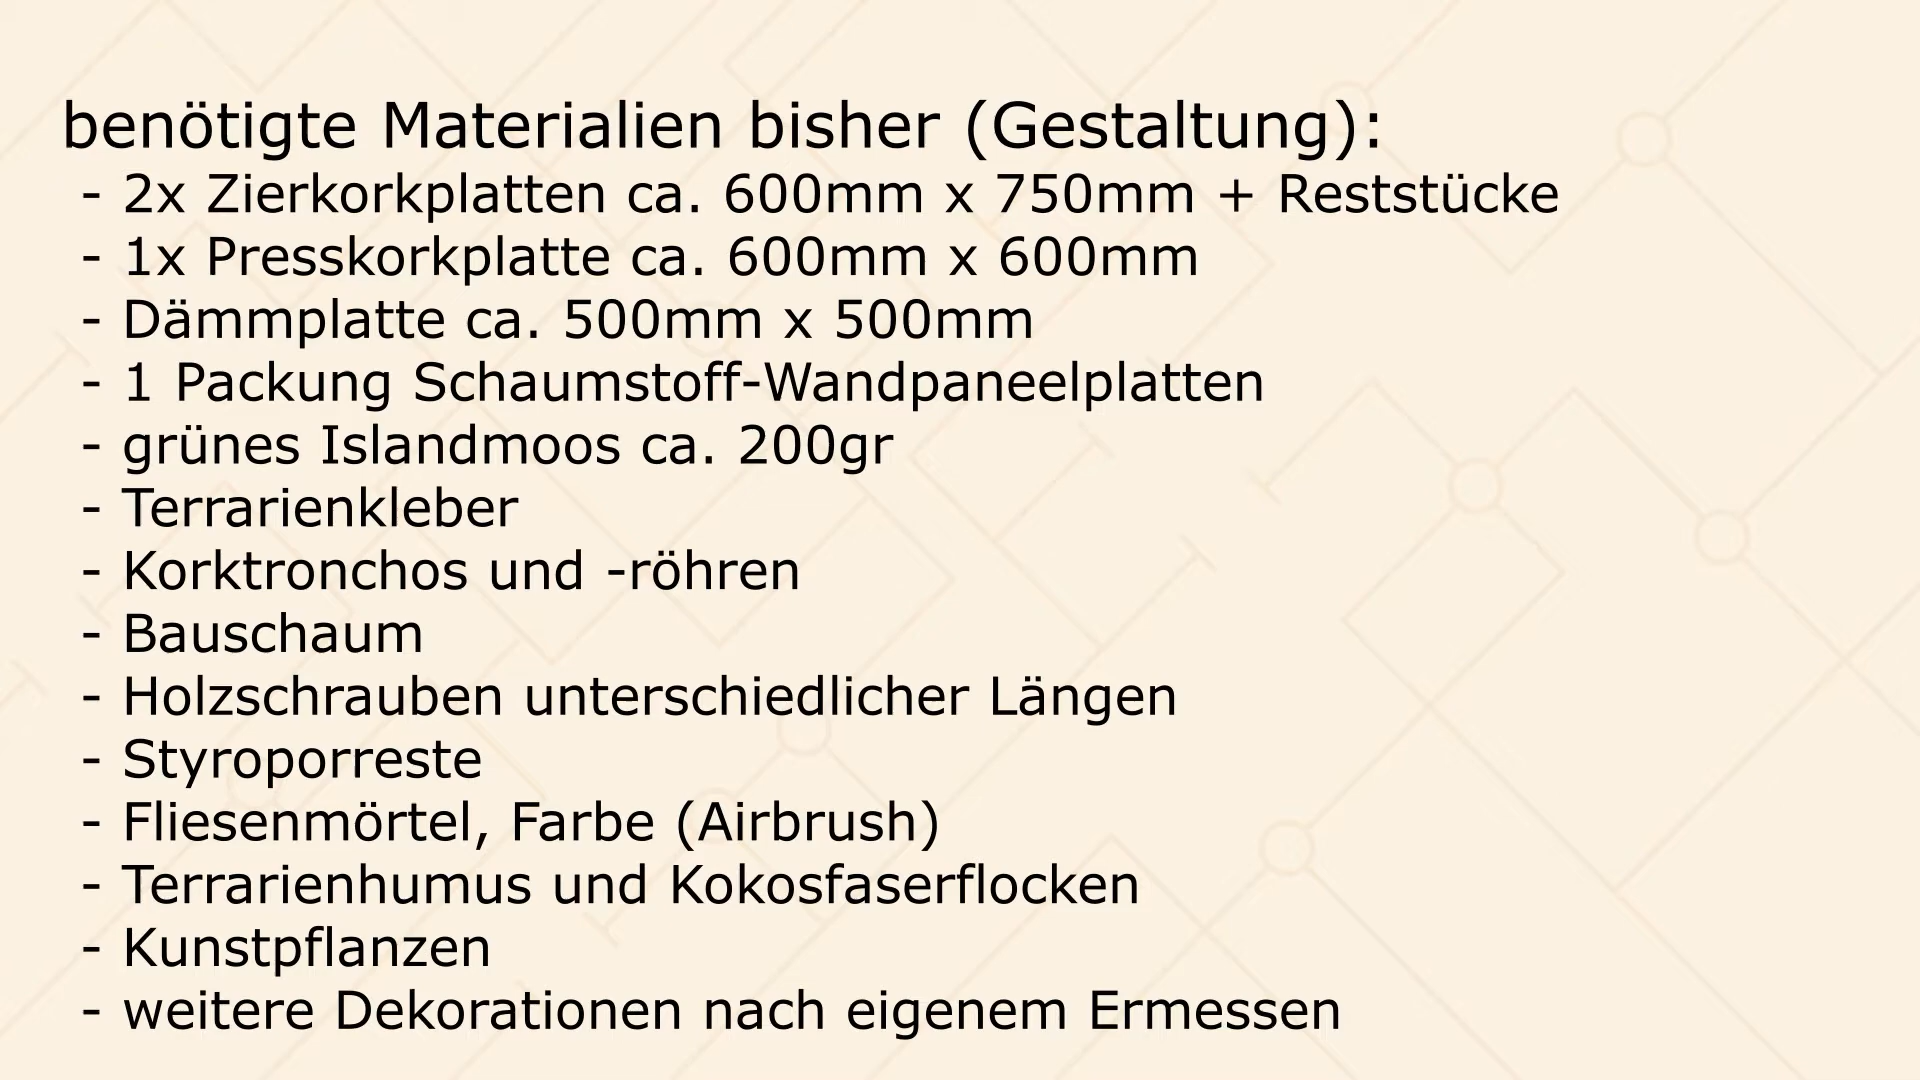 benötigte Materialien bisher (Gestaltung):
- 2x Zierkorkplatten ca. 600mm x 750mm + Reststücke
- 1x Presskorkplatte ca. 600mm x 600mm
- Dämmplatte ca. 500mm x 500mm
- 1 Packung Schaumstoff-Wandpaneelplatten
- grünes Islandmoos ca. 200gr
- Terrarienkleber
- Korktronchos und -röhren
- Bauschaum
- Holzschrauben unterschiedlicher Längen
- Styroporreste
- Fliesenmörtel, Farbe (Airbrush)
- Terrarienhumus und Kokosfaserflocken
- Kunstpflanzen
- weitere Dekorationen nach eigenem Ermessen